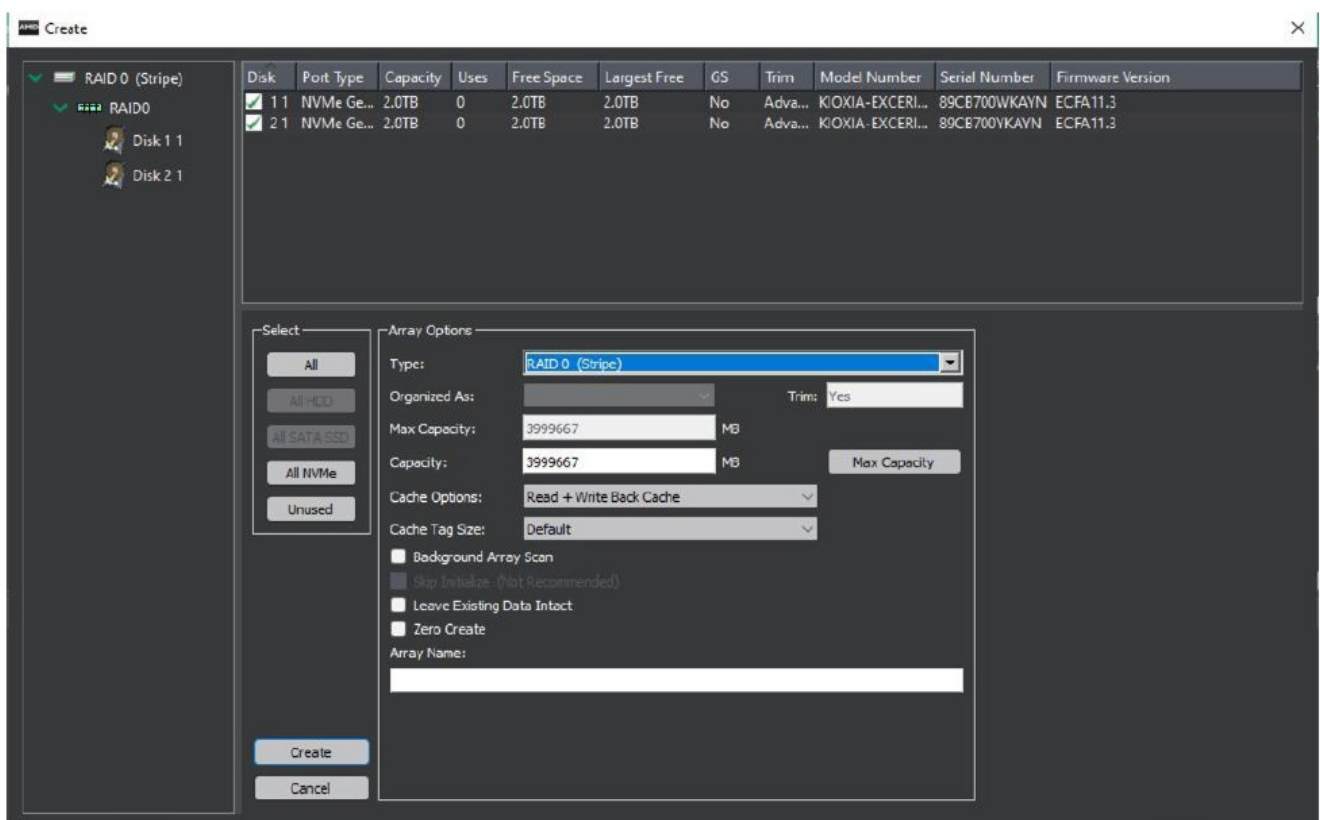 AMD Create
RAID 0 (Stripe)
RAID0
Disk 1 1
Disk 2 1
Disk Port Type Capacity Uses Free Space Largest Free GS Trim Model Number Serial Number Firmware Version
1 1 NVMe Ge... 2.0TB 0 2.0TB 2.0TB No Adva... KIOXIA-EXCERI... 89CB700WKAYN ECFA11.3
2 1 NVMe Ge... 2.0TB 0 2.0TB 2.0TB No Adva... KIOXIA-EXCERI... 89CB700YKAYN ECFA11.3
Select
All
All HDD
All SATA SSD
All NVMe
Unused
Array Options
Type: RAID 0 (Stripe)
Organized As: Trim: Yes
Max Capacity: 3999667 MB
Capacity: 3999667 MB Max Capacity
Cache Options: Read + Write Back Cache
Cache Tag Size: Default
Background Array Scan
Skip Initialize (Not Recommended)
Leave Existing Data Intact
Zero Create
Array Name:
Create
Cancel